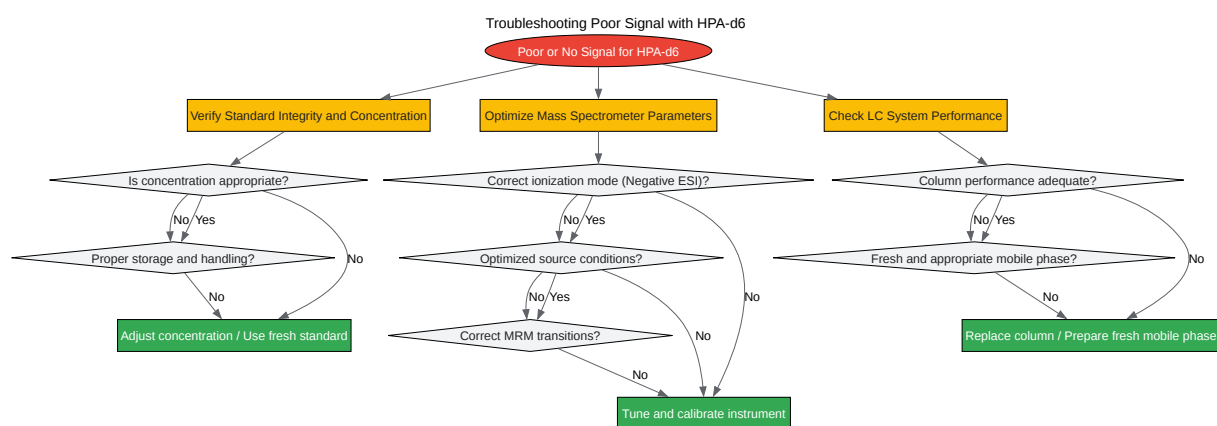 Troubleshooting Poor Signal with HPA-d6
Poor or No Signal for HPA-d6
Verify Standard Integrity and Concentration
Optimize Mass Spectrometer Parameters
Check LC System Performance
Is concentration appropriate?
Correct ionization mode (Negative ESI)?
Column performance adequate?
No
Yes
No
Yes
No
Yes
Proper storage and handling?
No
Optimized source conditions?
Fresh and appropriate mobile phase?
No
No
No
Yes
No
No
Adjust concentration / Use fresh standard
Correct MRM transitions?
No
Replace column / Prepare fresh mobile phase
No
Tune and calibrate instrument